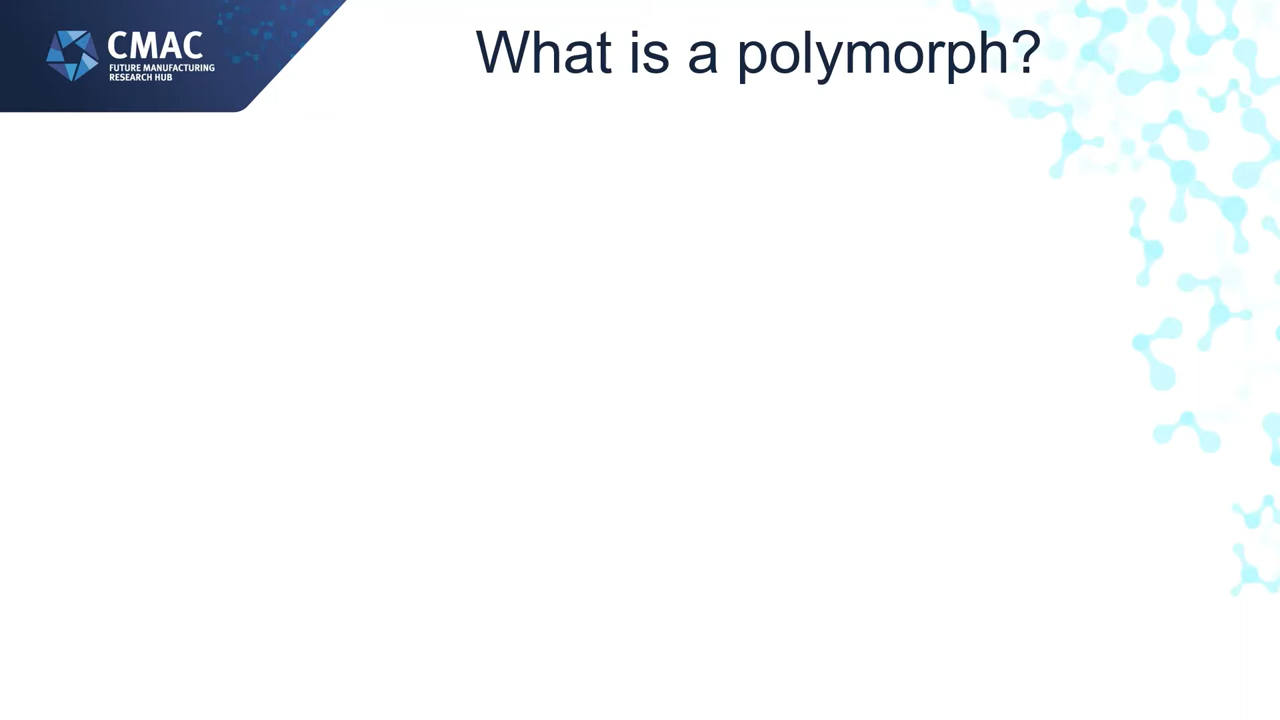 CMAC
FUTURE MANUFACTURING
RESEARCH HUB
What is a polymorph?